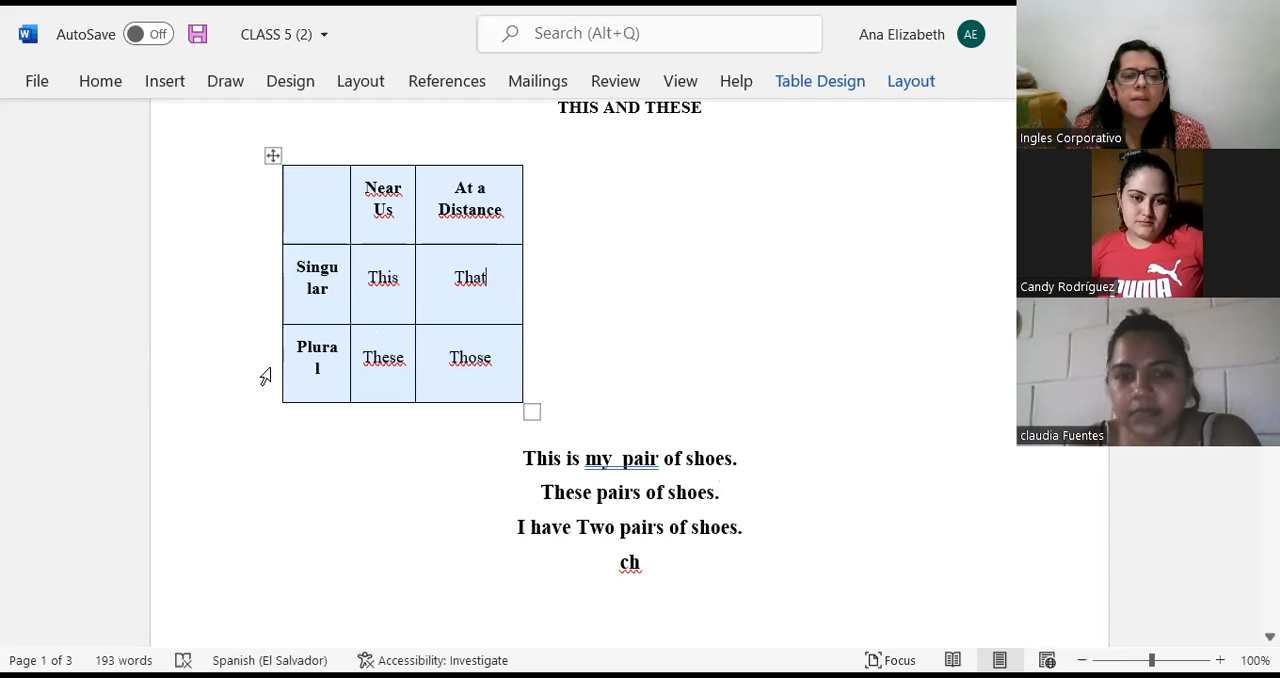 AutoSave Off CLASS 5 (2) Search (Alt+Q) Ana Elizabeth AE
File Home Insert Draw Design Layout References Mailings Review View Help Table Design Layout
THIS AND THESE
Near Us At a Distance
Singular This That
Plural These Those
This is my pair of shoes.
These pairs of shoes.
I have Two pairs of shoes.
ch
Ingles Corporativo
Candy Rodríguez
PUMA
claudia Fuentes
Page 1 of 3 193 words Spanish (El Salvador) Accessibility: Investigate Focus 100%